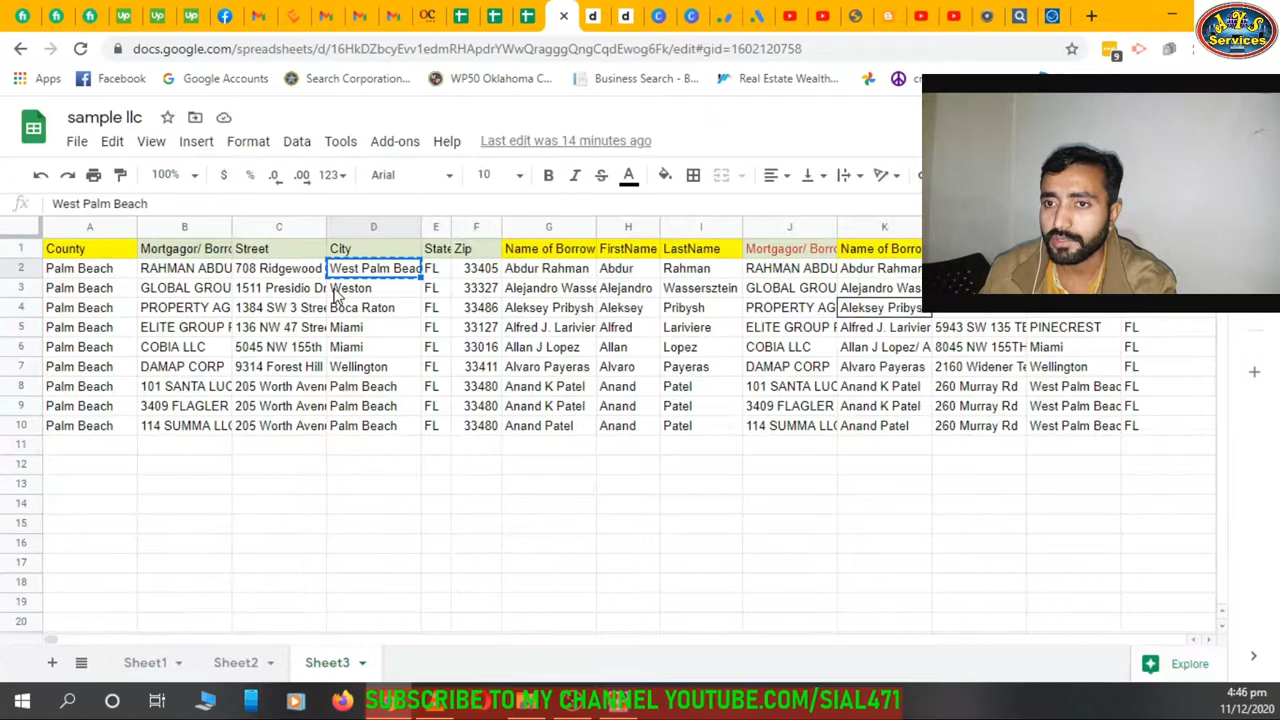 AYS
Services
docs.google.com/spreadsheets/d/16HkDZbcyEvv1edmRHApdrYWwQragqgQngCqdEwog6Fk/edit#gid=1602120758
9
Apps Facebook Google Accounts Search Corporation... WP50 Oklahoma C... Business Search - B... Real Estate Wealth...
sample llc
File Edit View Insert Format Data Tools Add-ons Help Last edit was 14 minutes ago
100% $ % .0 .00 123 Arial 10 B I S A
fx West Palm Beach
A B C D E F G H I J K
1 County Mortgagor/ Borro Street City State Zip Name of Borrow FirstName LastName Mortgagor/ Borro Name of Borrow
2 Palm Beach RAHMAN ABDU 708 Ridgewood West Palm Beac FL 33405 Abdur Rahman Abdur Rahman RAHMAN ABDU Abdur Rahman
3 Palm Beach GLOBAL GROU 1511 Presidio Dr Weston FL 33327 Alejandro Wasse Alejandro Wassersztein GLOBAL GROU Alejandro Was
4 Palm Beach PROPERTY AG 1384 SW 3 Stree Boca Raton FL 33486 Aleksey Pribysh Aleksey Pribysh PROPERTY AG Aleksey Pribys
5 Palm Beach ELITE GROUP 136 NW 47 Stree Miami FL 33127 Alfred J. Larivier Alfred Lariviere ELITE GROUP Alfred J. Larivier 5943 SW 135 TE PINECREST FL
6 Palm Beach COBIA LLC 5045 NW 155th Miami FL 33016 Allan J Lopez Allan Lopez COBIA LLC Allan J Lopez/ A 8045 NW 155TH Miami FL
7 Palm Beach DAMAP CORP 9314 Forest Hill Wellington FL 33411 Alvaro Payeras Alvaro Payeras DAMAP CORP Alvaro Payeras 2160 Widener Te Wellington FL
8 Palm Beach 101 SANTA LUC 205 Worth Aven Palm Beach FL 33480 Anand K Patel Anand Patel 101 SANTA LUC Anand K Patel 260 Murray Rd West Palm Beac FL
9 Palm Beach 3409 FLAGLER 205 Worth Aven Palm Beach FL 33480 Anand K Patel Anand Patel 3409 FLAGLER Anand K Patel 260 Murray Rd West Palm Beac FL
10 Palm Beach 114 SUMMA LLC 205 Worth Aven Palm Beach FL 33480 Anand Patel Anand Patel 114 SUMMA LLC Anand Patel 260 Murray Rd West Palm Beac FL
11
12
13
14
15
16
17
18
19
20
Sheet1 Sheet2 Sheet3 Explore
SUBSCRIBE TO MY CHANNEL YOUTUBE.COM/SIAL471
4:46 pm
11/12/2020